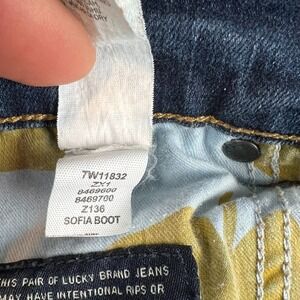 TW11832
ZX1
8469600
8469700
Z136
SOFIA BOOT
THIS PAIR OF LUCKY BRAND JEANS
MAY HAVE INTENTIONAL RIPS OR